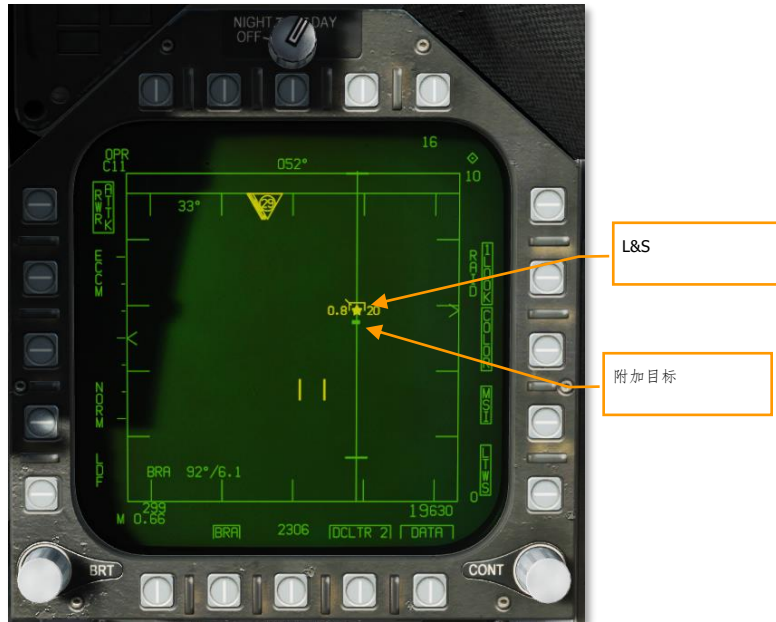 NIGHT DAY
OFF
16
OPR
C11
052°
10
33°
29
ATTK
RWR
ECCM
RAID
1LOOK
COLOR
0.8 20
L&S
附加目标
NORM
MSI
BRA 92°/6.1
LTWS
0
299
M 0.66
19630
BRA 2306 DCLTR 2 DATA
BRT
CONT